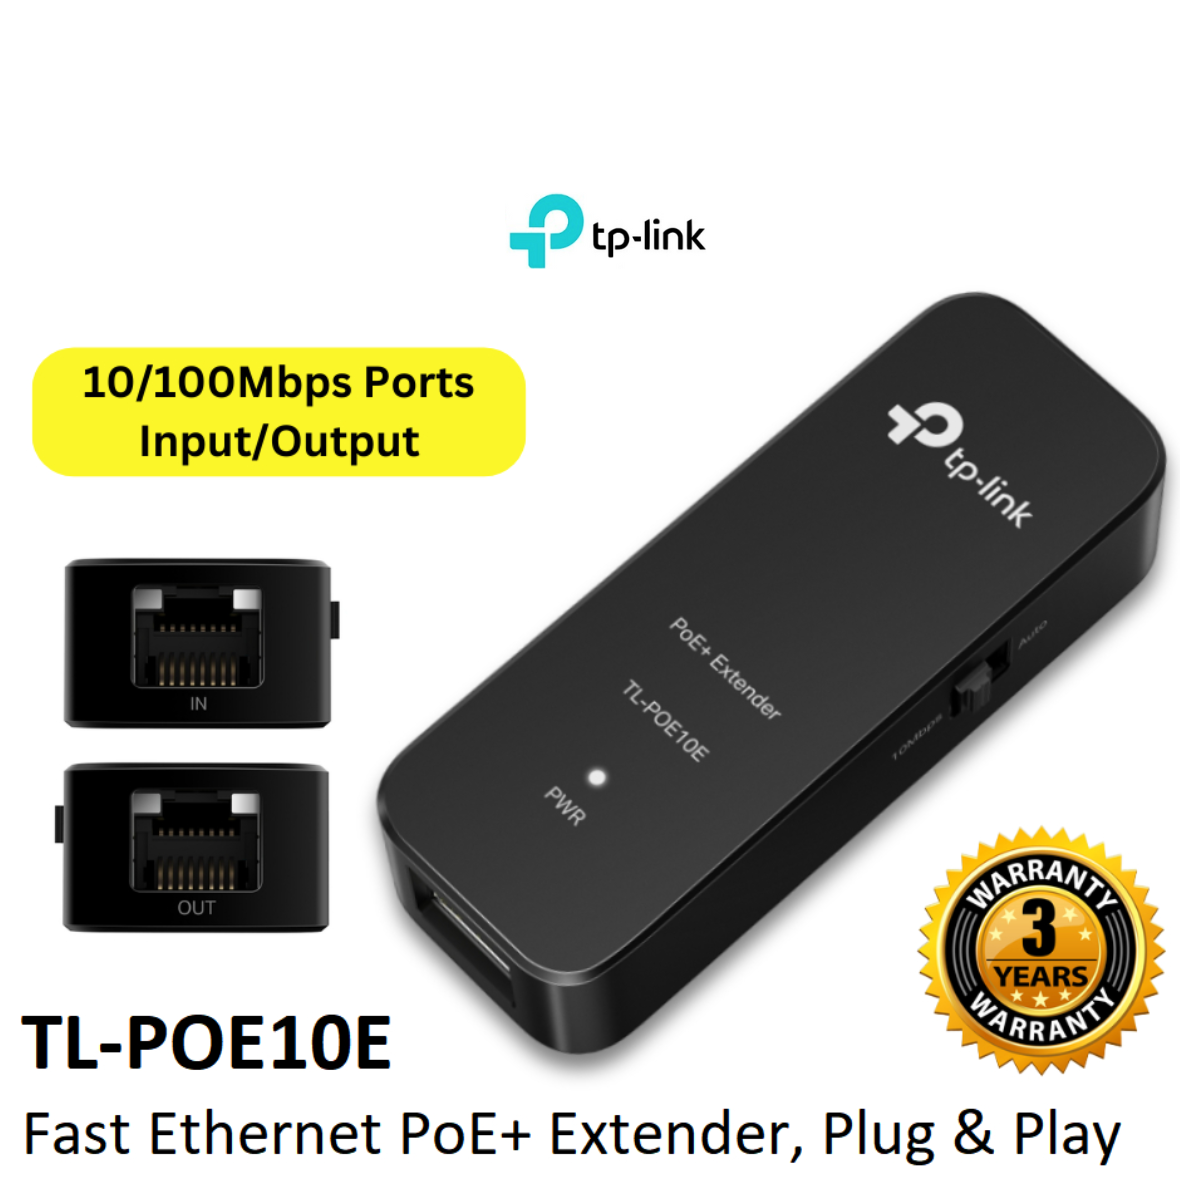 tp-link
10/100Mbps Ports
Input/Output
tp-link
PoE+ Extender
TL-POE10E
PWR
Auto
10Mbps
IN
OUT
WARRANTY
3
YEARS
WARRANTY
TL-POE10E
Fast Ethernet PoE+ Extender, Plug & Play